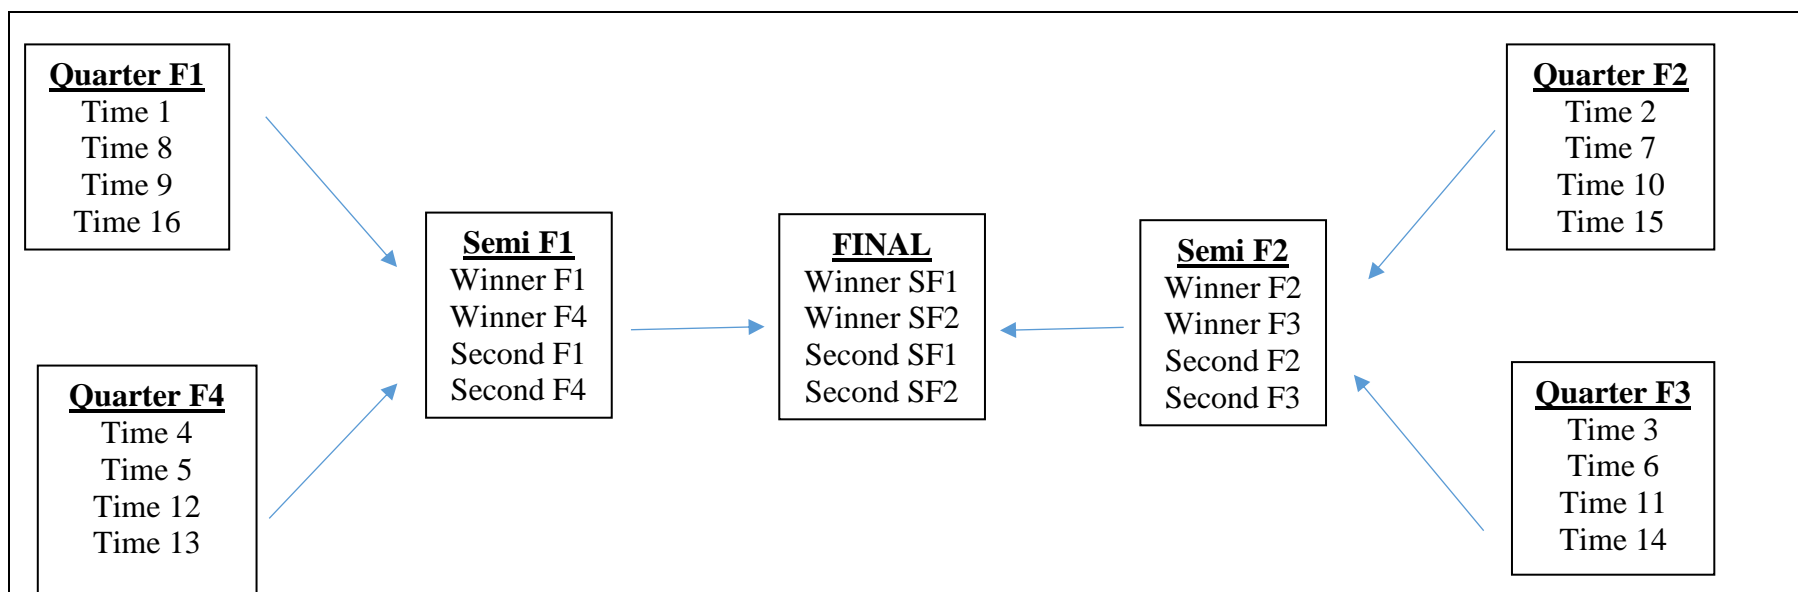 Quarter F1
Time 1
Time 8
Time 9
Time 16
Quarter F4
Time 4
Time 5
Time 12
Time 13
Semi F1
Winner F1
Winner F4
Second F1
Second F4
FINAL
Winner SF1
Winner SF2
Second SF1
Second SF2
Semi F2
Winner F2
Winner F3
Second F2
Second F3
Quarter F2
Time 2
Time 7
Time 10
Time 15
Quarter F3
Time 3
Time 6
Time 11
Time 14